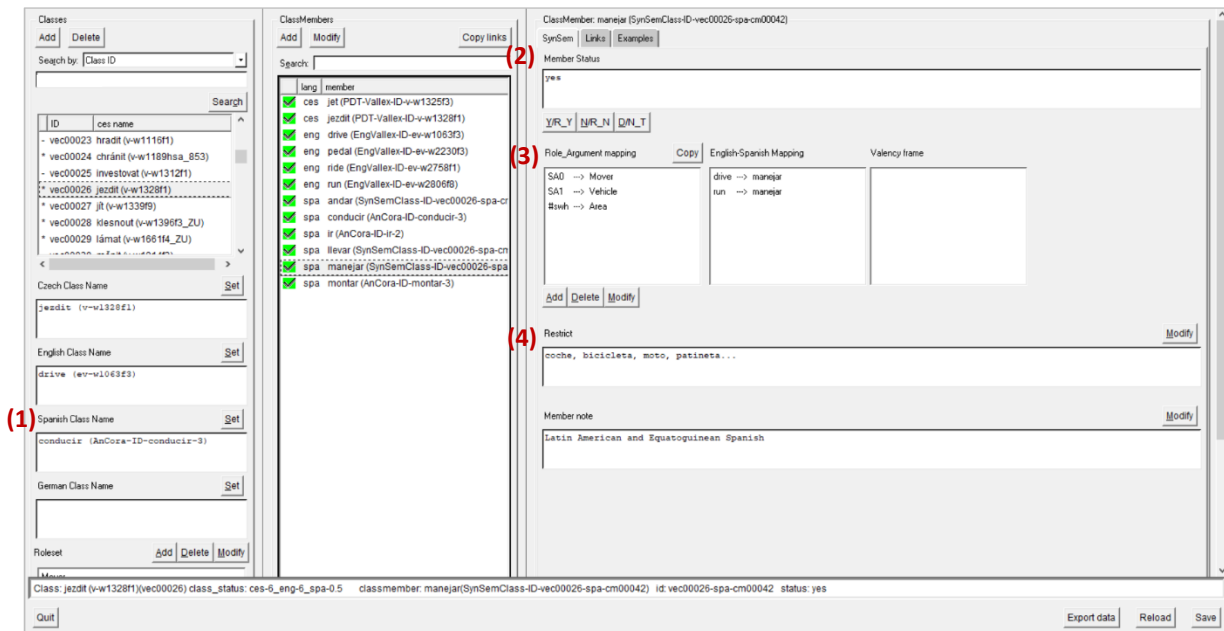 Classes
Add Delete
Search by: Class ID
Search
ID ces name
- vec00023 hradit (v-w1116f1)
* vec00024 chránit (v-w1189hsa_853)
- vec00025 investovat (v-w1312f1)
* vec00026 jezdit (v-w1328f1)
* vec00027 jít (v-w1339f9)
* vec00028 klesnout (v-w1396f3_ZU)
* vec00029 lámat (v-w1661f4_ZU)
Czech Class Name Set
jezdit (v-w1328f1)
English Class Name Set
drive (ev-w1063f3)
(1) Spanish Class Name Set
conducir (AnCora-ID-conducir-3)
German Class Name Set
Roleset Add Delete Modify
Mover
ClassMembers
Add Modify Copy links
Search:
lang member
ces jet (PDT-Vallex-ID-v-w1325f3)
ces jezdit (PDT-Vallex-ID-v-w1328f1)
eng drive (EngVallex-ID-ev-w1063f3)
eng pedal (EngVallex-ID-ev-w2230f3)
eng ride (EngVallex-ID-ev-w2758f1)
eng run (EngVallex-ID-ev-w2806f8)
spa andar (SynSemClass-ID-vec00026-spa-cr
spa conducir (AnCora-ID-conducir-3)
spa ir (AnCora-ID-ir-2)
spa llevar (SynSemClass-ID-vec00026-spa-cn
spa manejar (SynSemClass-ID-vec00026-spa
spa montar (AnCora-ID-montar-3)
ClassMember: manejar (SynSemClass-ID-vec00026-spa-cm00042)
SynSem Links Examples
(2) Member Status
yes
Y/R_Y N/R_N D/N_T
(3) Role_Argument mapping Copy English-Spanish Mapping Valency frame
SA0 --> Mover drive --> manejar
SA1 --> Vehicle run --> manejar
#swh --> Area
Add Delete Modify
(4) Restrict Modify
coche, bicicleta, moto, patineta...
Member note Modify
Latin American and Equatoguinean Spanish
Class: jezdit (v-w1328f1)(vec00026) class_status: ces-6_eng-6_spa-0.5 classmember: manejar(SynSemClass-ID-vec00026-spa-cm00042) id: vec00026-spa-cm00042 status: yes
Quit Export data Reload Save